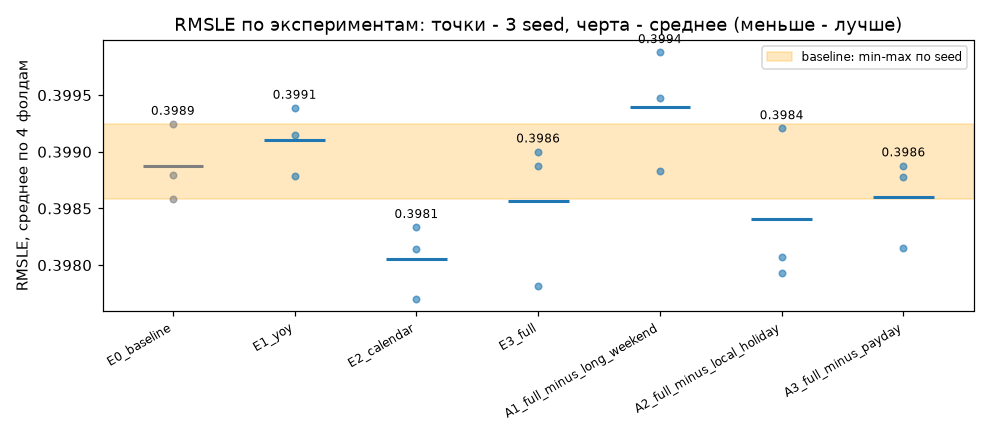 RMSLE по экспериментам: точки - 3 seed, черта - среднее (меньше - лучше)
baseline: min-max по seed
RMSLE, среднее по 4 фолдам
0.3995
0.3990
0.3985
0.3980
0.3989
0.3991
0.3981
0.3986
0.3994
0.3984
0.3986
E0_baseline
E1_yoy
E2_calendar
E3_full
A1_full_minus_long_weekend
A2_full_minus_local_holiday
A3_full_minus_payday